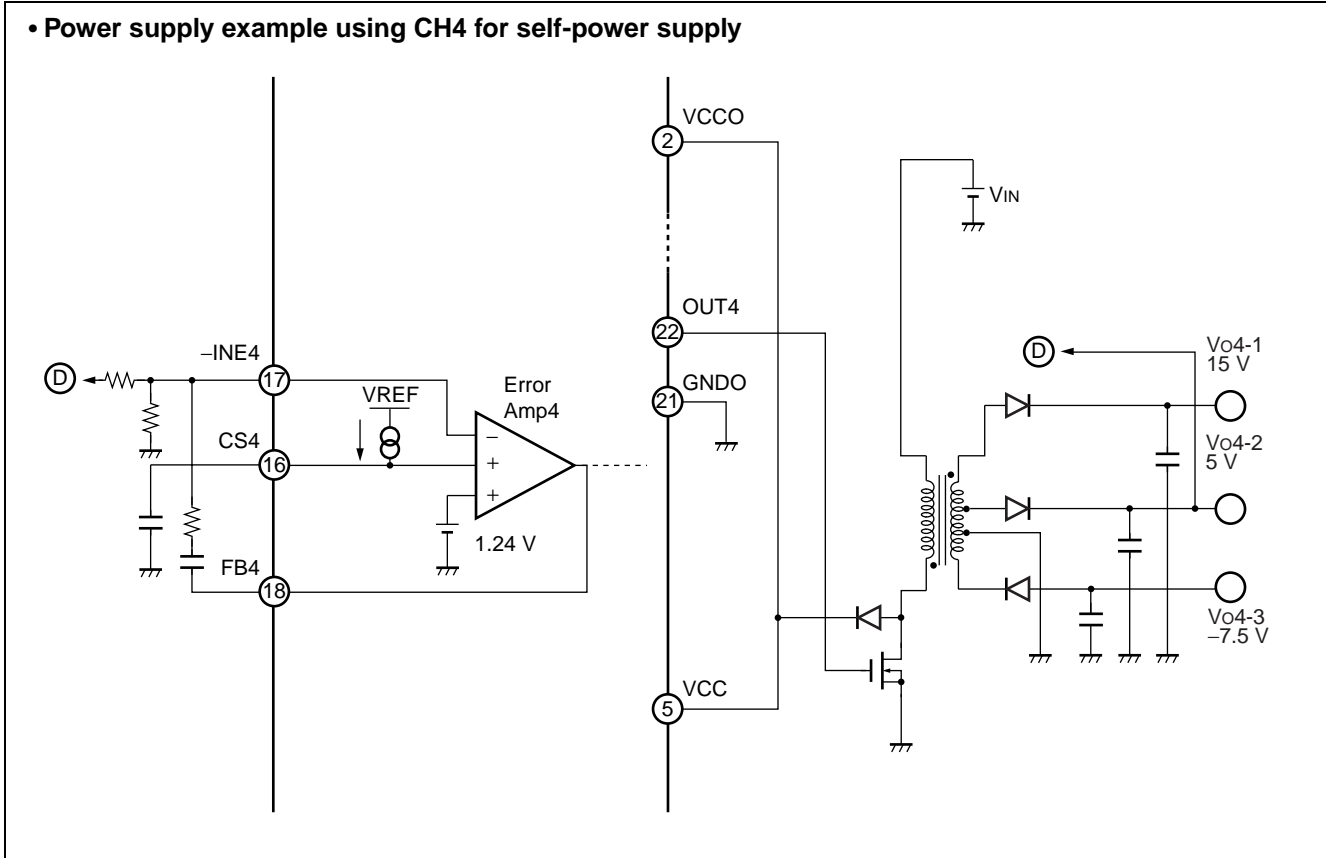 • Power supply example using CH4 for self-power supply
VCCO
2
VIN
OUT4
22
–INE4
D
17
VREF
Error
Amp4
GNDO
21
D
VO4-1
15 V
CS4
16
–
+
+
VO4-2
5 V
1.24 V
FB4
18
VO4-3
–7.5 V
VCC
5